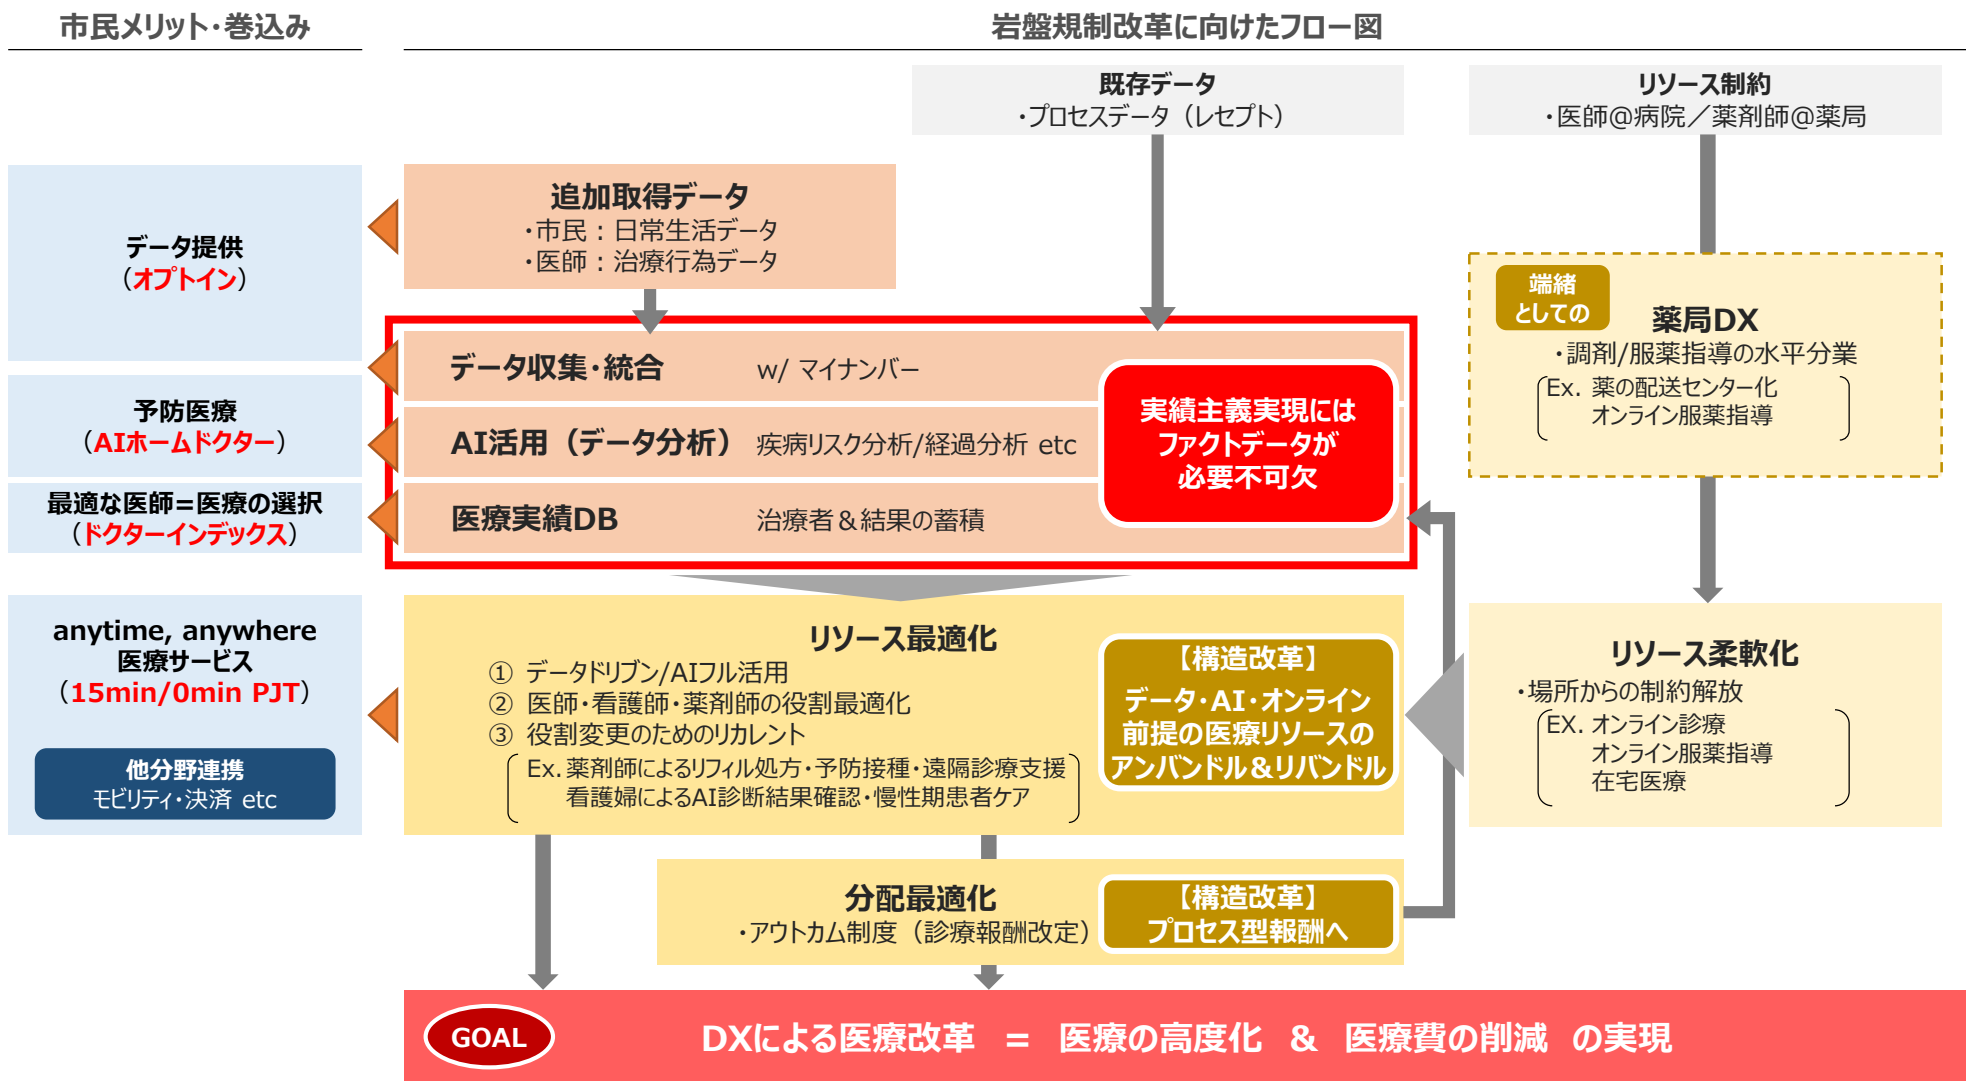 市民メリット・巻込み
岩盤規制改革に向けたフロー図
既存データ
・プロセスデータ（レセプト）
リソース制約
・医師@病院／薬剤師@薬局
追加取得データ
・市民：日常生活データ
・医師：治療行為データ
データ提供
（オプトイン）
端緒
としての
薬局DX
・調剤/服薬指導の水平分業
Ex. 薬の配送センター化
オンライン服薬指導
データ収集・統合 w/ マイナンバー
AI活用（データ分析） 疾病リスク分析/経過分析 etc
医療実績DB 治療者＆結果の蓄積
実績主義実現には
ファクトデータが
必要不可欠
予防医療
（AIホームドクター）
最適な医師=医療の選択
（ドクターインデックス）
anytime, anywhere
医療サービス
（15min/0min PJT）
他分野連携
モビリティ・決済 etc
リソース最適化
① データドリブン/AIフル活用
② 医師・看護師・薬剤師の役割最適化
③ 役割変更のためのリカレント
Ex. 薬剤師によるリフィル処方・予防接種・遠隔診療支援
看護婦によるAI診断結果確認・慢性期患者ケア
【構造改革】
データ・AI・オンライン
前提の医療リソースの
アンバンドル＆リバンドル
リソース柔軟化
・場所からの制約解放
EX. オンライン診療
オンライン服薬指導
在宅医療
分配最適化
・アウトカム制度（診療報酬改定）
【構造改革】
プロセス型報酬へ
GOAL
DXによる医療改革 = 医療の高度化 & 医療費の削減 の実現